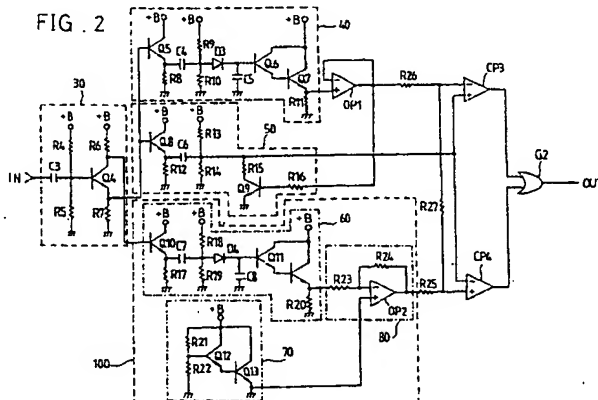 FIG. 2
30
40
50
60
70
80
100
IN
OUT
+B
+B
R4
R6
C3
Q4
R5
R7
+B
+B
+B
Q5
C4
R9
D3
Q6
Q7
R8
R10
C5
R11
OP1
R26
CP3
+B
+B
Q8
C6
R13
R12
R14
R15
Q9
R16
R27
G2
+B
+B
+B
Q10
C7
R18
D4
Q11
R17
R19
C8
R20
R23
R24
OP2
R25
CP4
+B
R21
R22
Q12
Q13